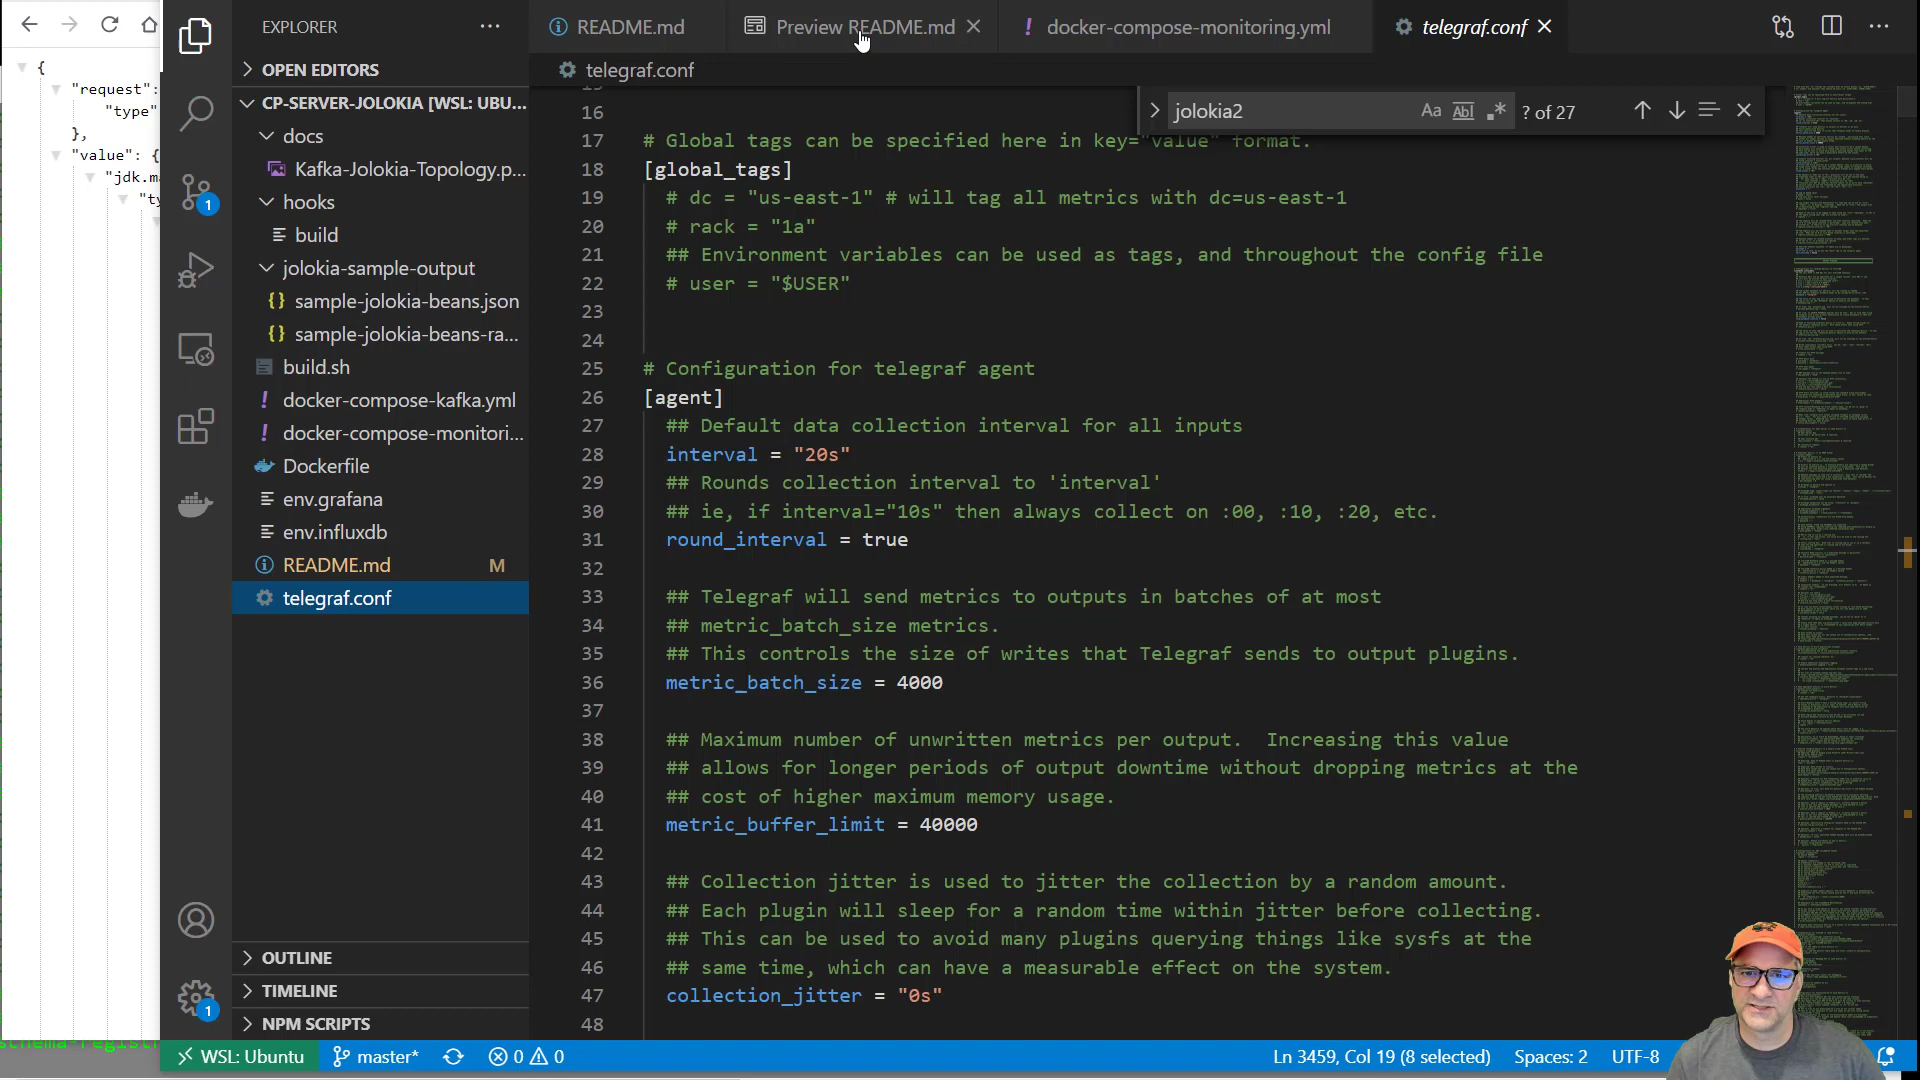 {
"request":
"type"
},
"value": {
"jdk.m
"ty
schema-regist
EXPLORER
OPEN EDITORS
CP-SERVER-JOLOKIA [WSL: UBU...
docs
Kafka-Jolokia-Topology.p...
hooks
build
jolokia-sample-output
sample-jolokia-beans.json
sample-jolokia-beans-ra...
build.sh
docker-compose-kafka.yml
docker-compose-monitori...
Dockerfile
env.grafana
env.influxdb
README.md M
telegraf.conf
OUTLINE
TIMELINE
NPM SCRIPTS
1
1
README.md
Preview README.md
docker-compose-monitoring.yml
telegraf.conf
telegraf.conf
jolokia2
Aa Abl .*
? of 27
16
17 # Global tags can be specified here in key="value" format.
18 [global_tags]
19 # dc = "us-east-1" # will tag all metrics with dc=us-east-1
20 # rack = "1a"
21 ## Environment variables can be used as tags, and throughout the config file
22 # user = "$USER"
23
24
25 # Configuration for telegraf agent
26 [agent]
27 ## Default data collection interval for all inputs
28 interval = "20s"
29 ## Rounds collection interval to 'interval'
30 ## ie, if interval="10s" then always collect on :00, :10, :20, etc.
31 round_interval = true
32
33 ## Telegraf will send metrics to outputs in batches of at most
34 ## metric_batch_size metrics.
35 ## This controls the size of writes that Telegraf sends to output plugins.
36 metric_batch_size = 4000
37
38 ## Maximum number of unwritten metrics per output.  Increasing this value
39 ## allows for longer periods of output downtime without dropping metrics at the
40 ## cost of higher maximum memory usage.
41 metric_buffer_limit = 40000
42
43 ## Collection jitter is used to jitter the collection by a random amount.
44 ## Each plugin will sleep for a random time within jitter before collecting.
45 ## This can be used to avoid many plugins querying things like sysfs at the
46 ## same time, which can have a measurable effect on the system.
47 collection_jitter = "0s"
48
WSL: Ubuntu
master*
0
0
Ln 3459, Col 19 (8 selected)
Spaces: 2
UTF-8